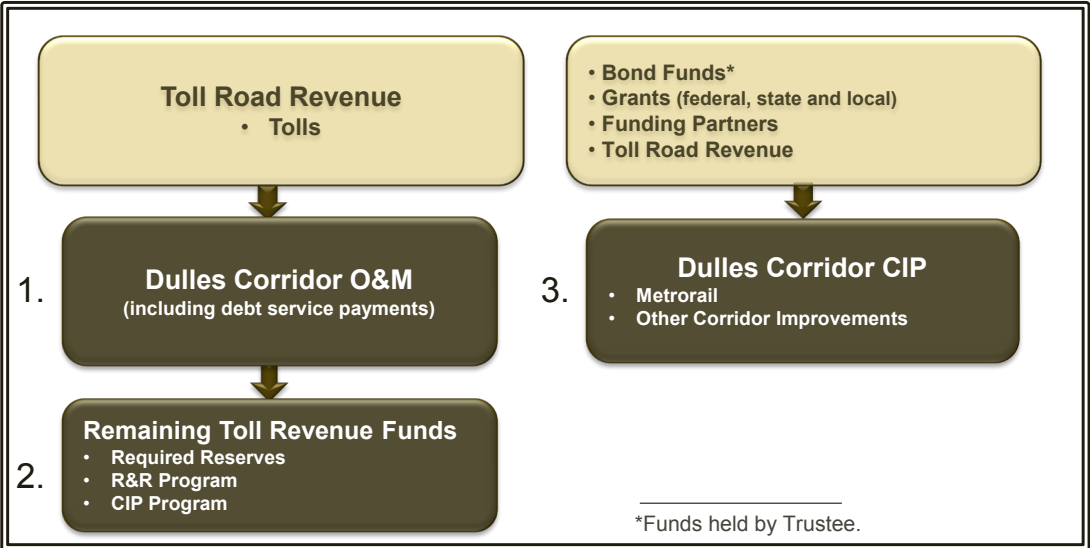 Toll Road Revenue
• Tolls
1.
Dulles Corridor O&M
(including debt service payments)
2.
Remaining Toll Revenue Funds
• Required Reserves
• R&R Program
• CIP Program
• Bond Funds*
• Grants (federal, state and local)
• Funding Partners
• Toll Road Revenue
3.
Dulles Corridor CIP
• Metrorail
• Other Corridor Improvements
*Funds held by Trustee.